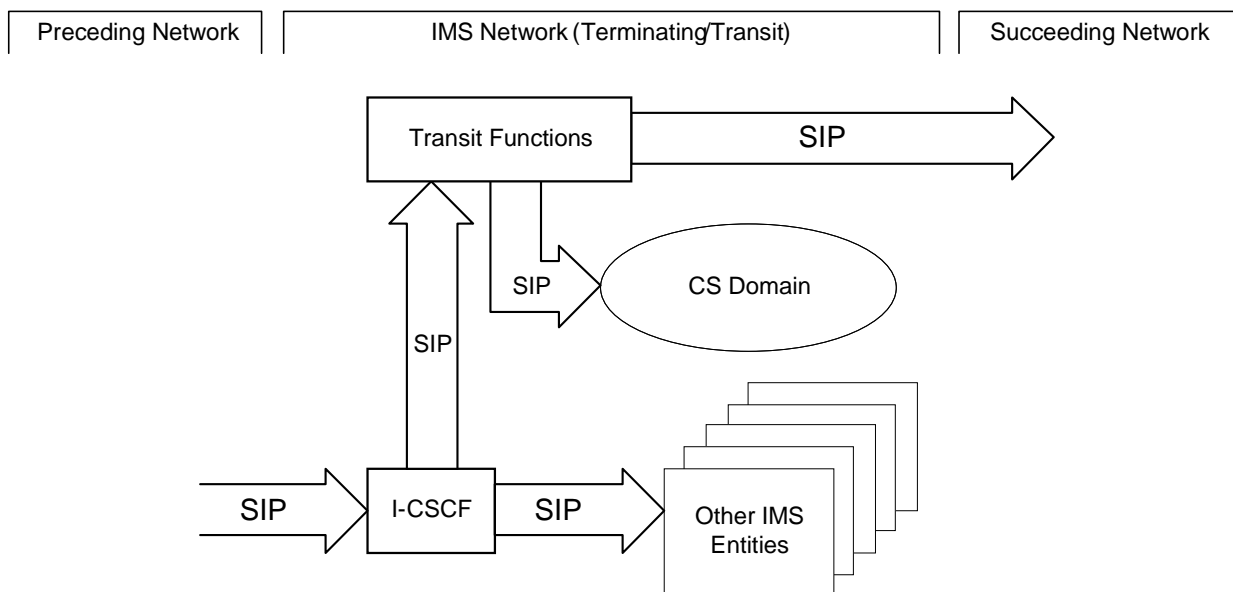 Preceding Network
IMS Network (Terminating/Transit)
Succeeding Network
Transit Functions
SIP
SIP
CS Domain
SIP
SIP
I-CSCF
SIP
Other IMS
Entities